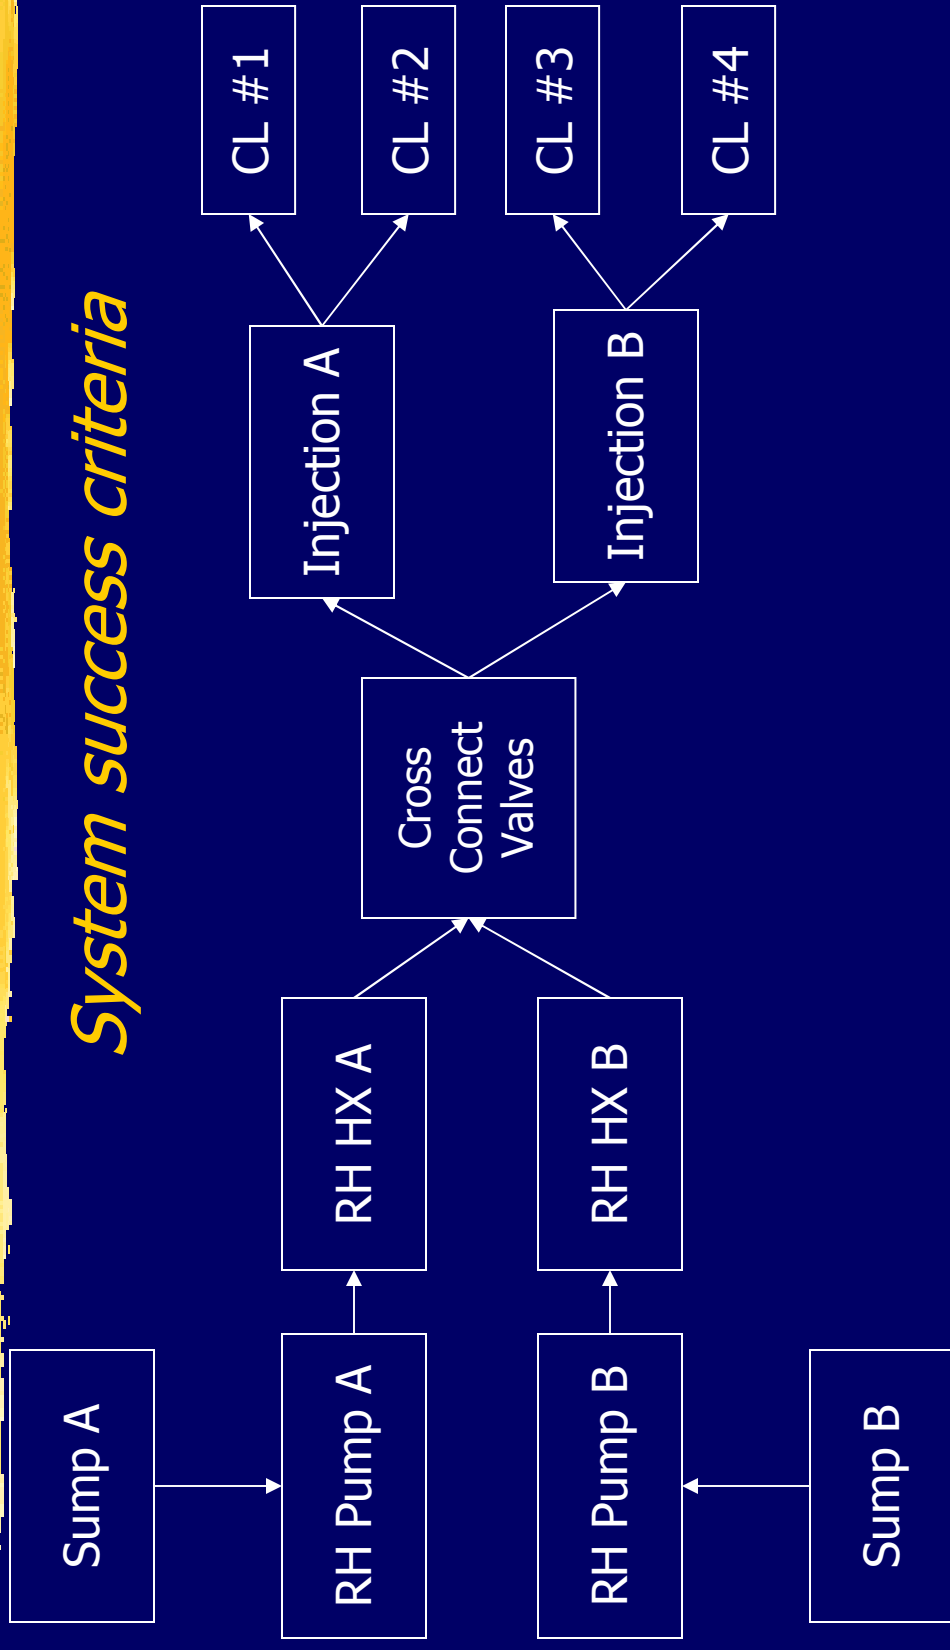 System success criteria
Sump A
RH Pump A
RH HX A
Cross
Connect
Valves
Injection A
CL #1
CL #2
RH Pump B
RH HX B
Injection B
CL #3
CL #4
Sump B